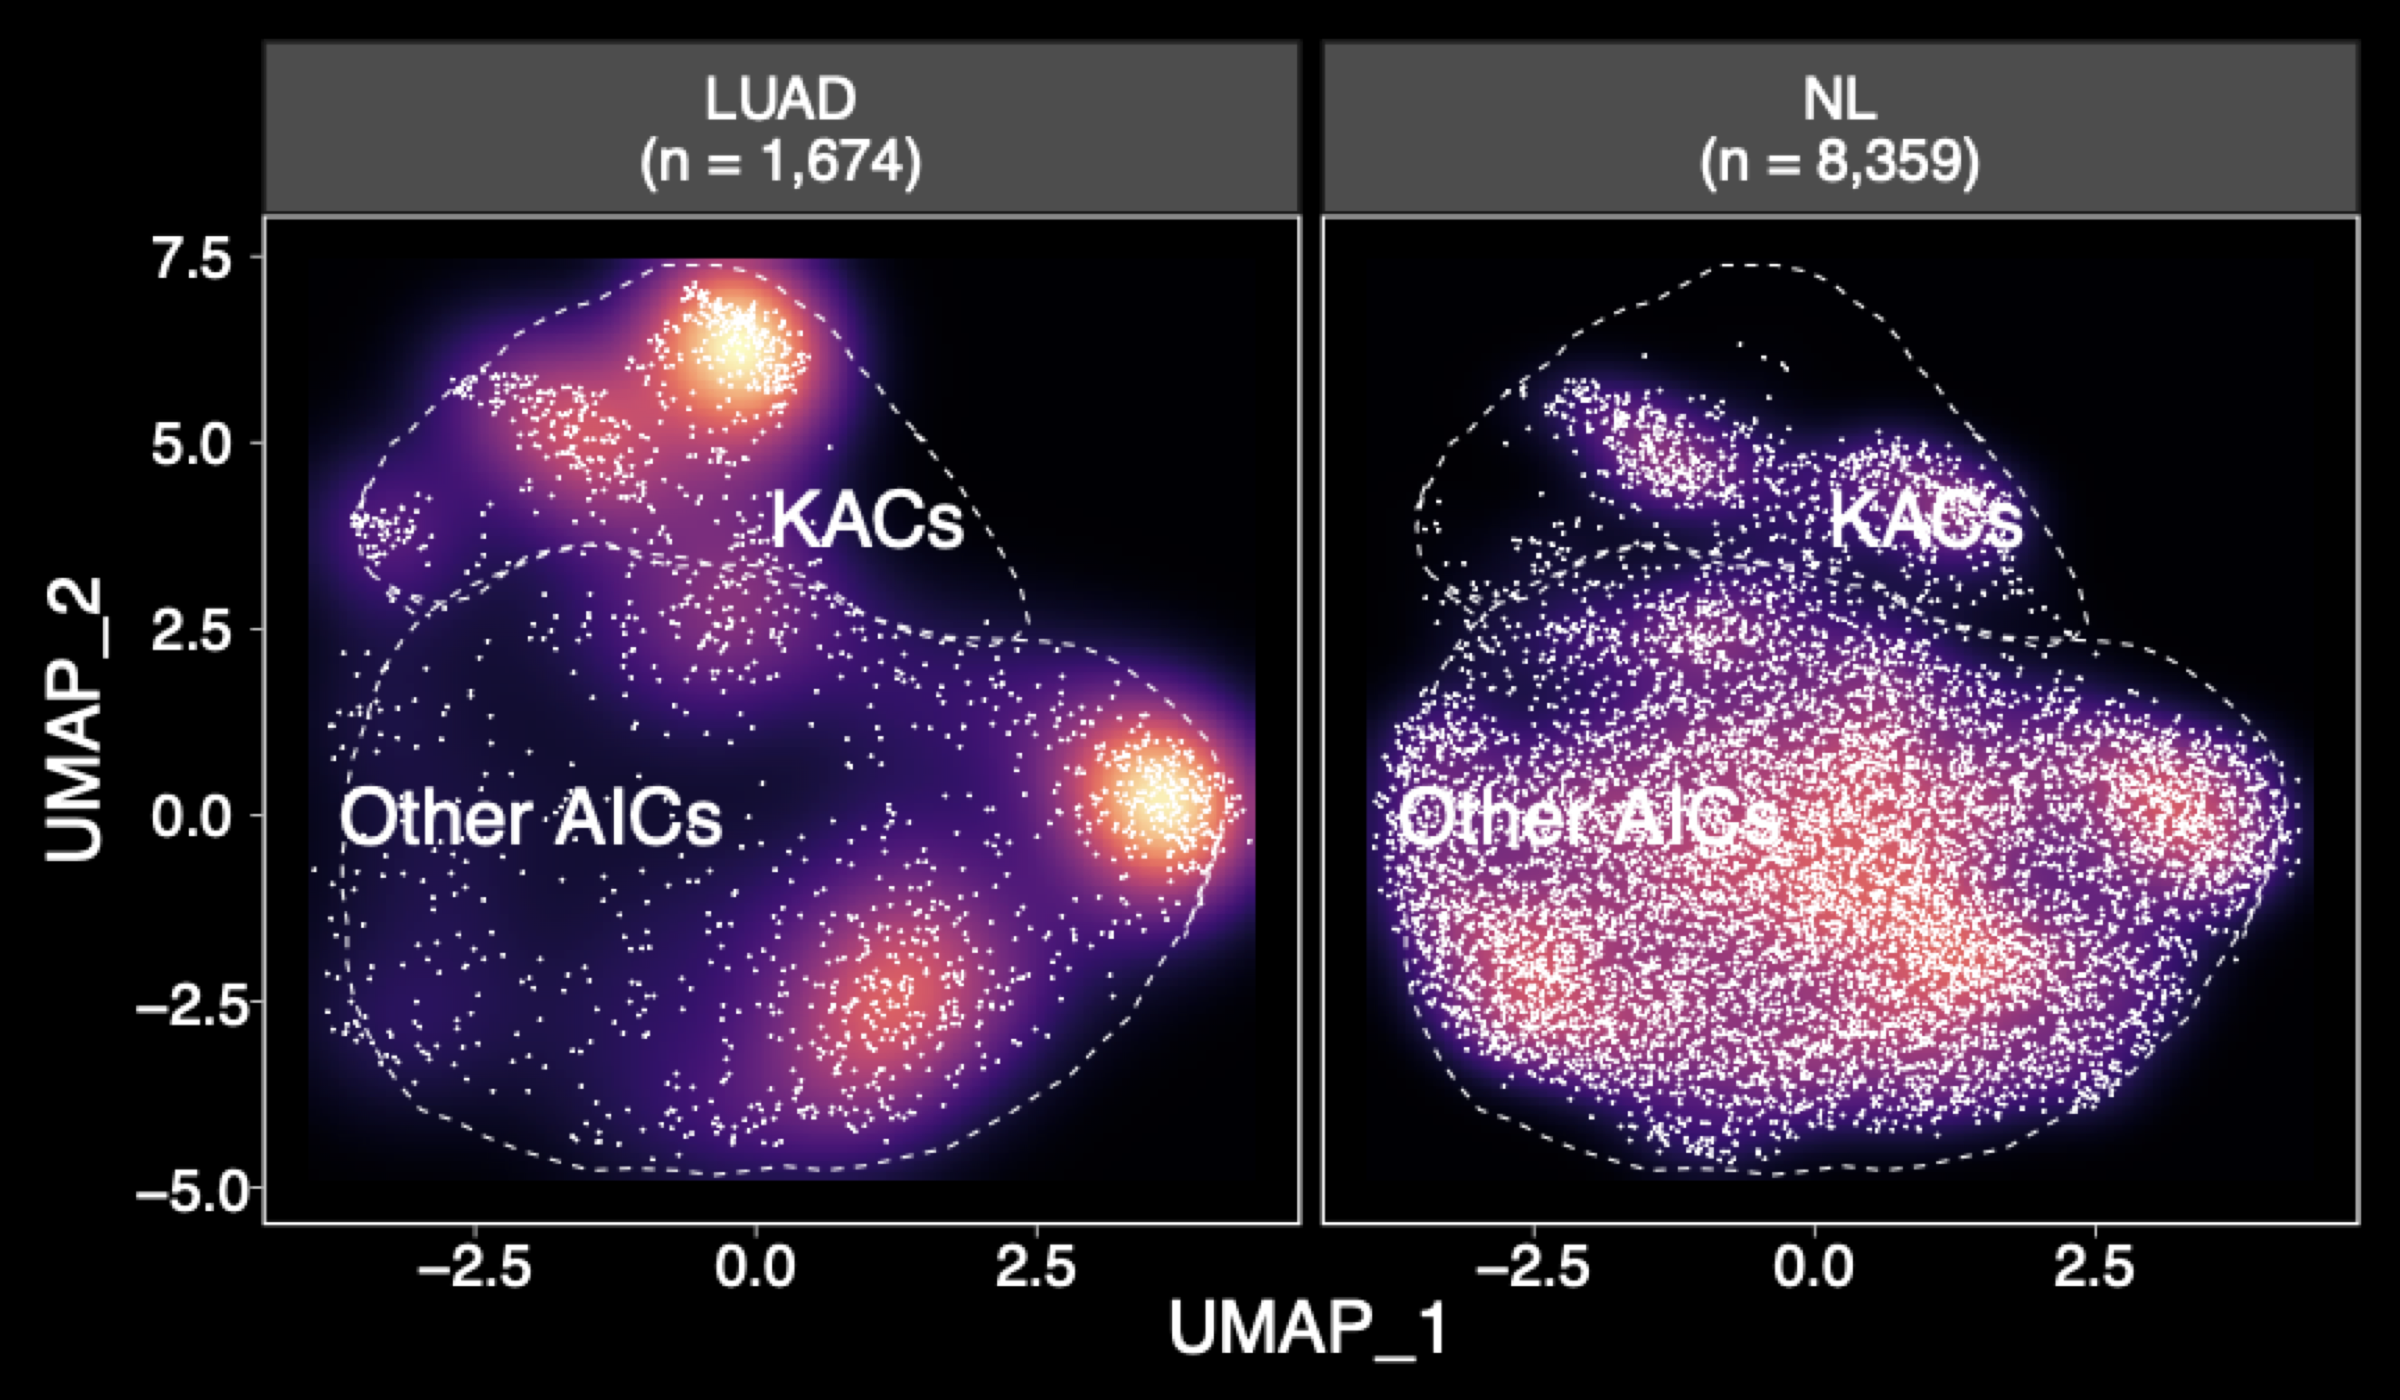 LUAD
(n = 1,674)
NL
(n = 8,359)
UMAP_2
7.5
5.0
2.5
0.0
−2.5
−5.0
KACs
Other AICs
KACs
Other AICs
−2.5 0.0 2.5
−2.5 0.0 2.5
UMAP_1